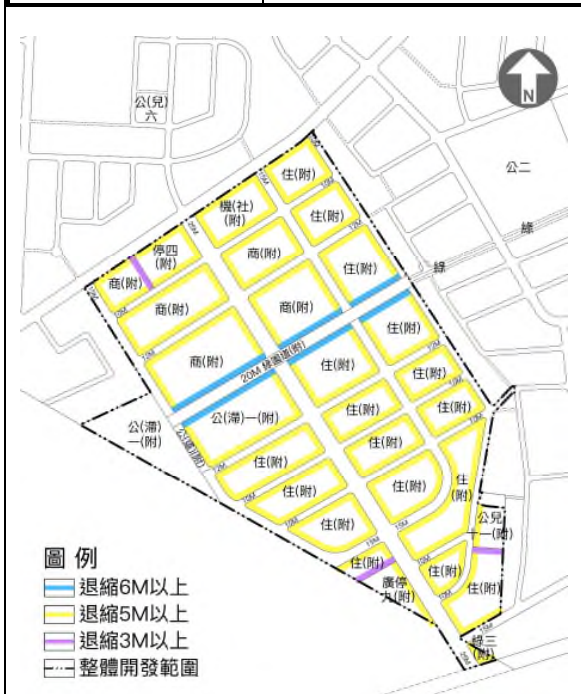 N
公(兒)
六
公二
綠
綠
住(附)
機(社)
(附)
住(附)
停四
(附)
商(附)
住(附)
商(附)
商(附)
商(附)
住(附)
商(附)
20M 綠園道(附)
住(附)
公(滯)
一(附)
公(滯)一(附)
住(附)
住(附)
住(附)
住(附)
住(附)
住(附)
住
(附)
住(附)
住(附)
公兒
十一(附)
住(附)
住(附)
住(附)
廣停
九(附)
綠三
(附)
圖 例
退縮6M以上
退縮5M以上
退縮3M以上
整體開發範圍